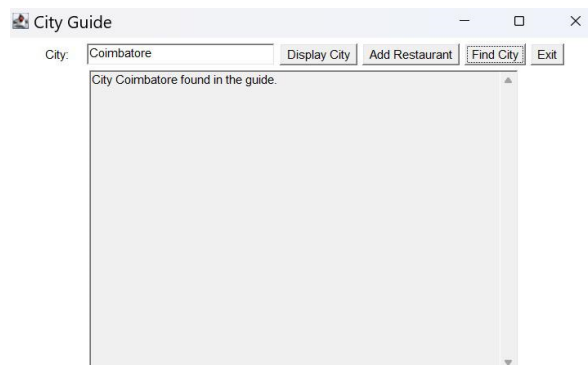 City Guide
City: Coimbatore Display City Add Restaurant Find City Exit
City Coimbatore found in the guide.